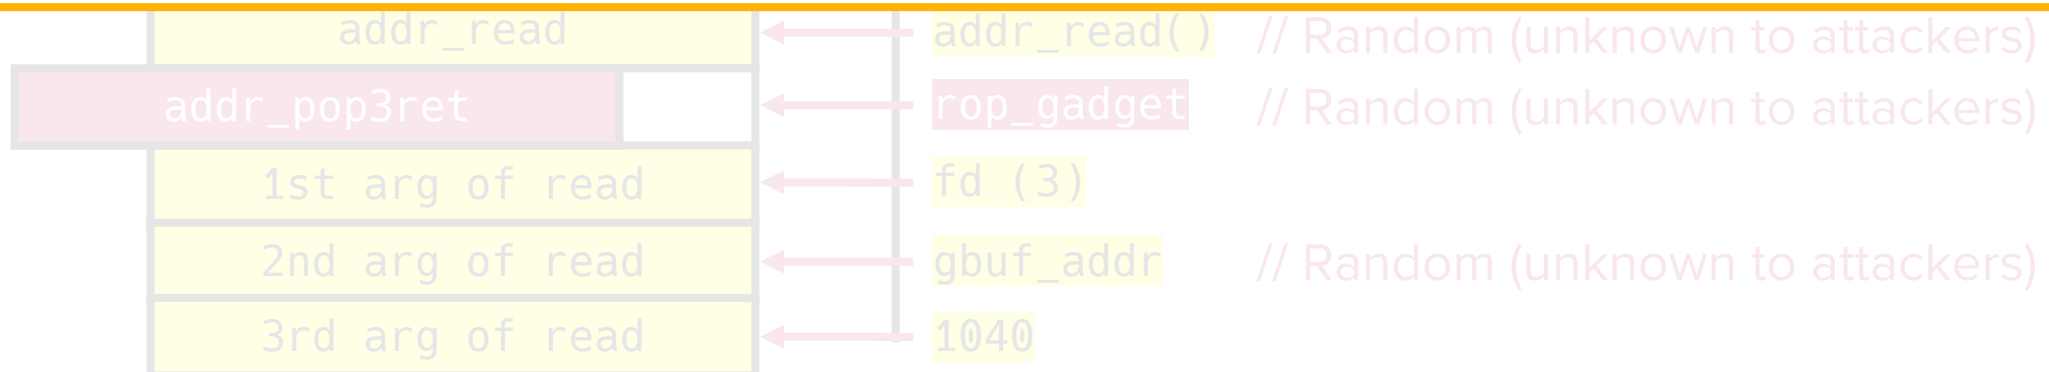 addr_read addr_read() // Random (unknown to attackers)
addr_pop3ret rop_gadget // Random (unknown to attackers)
1st arg of read fd (3)
2nd arg of read gbuf_addr // Random (unknown to attackers)
3rd arg of read 1040